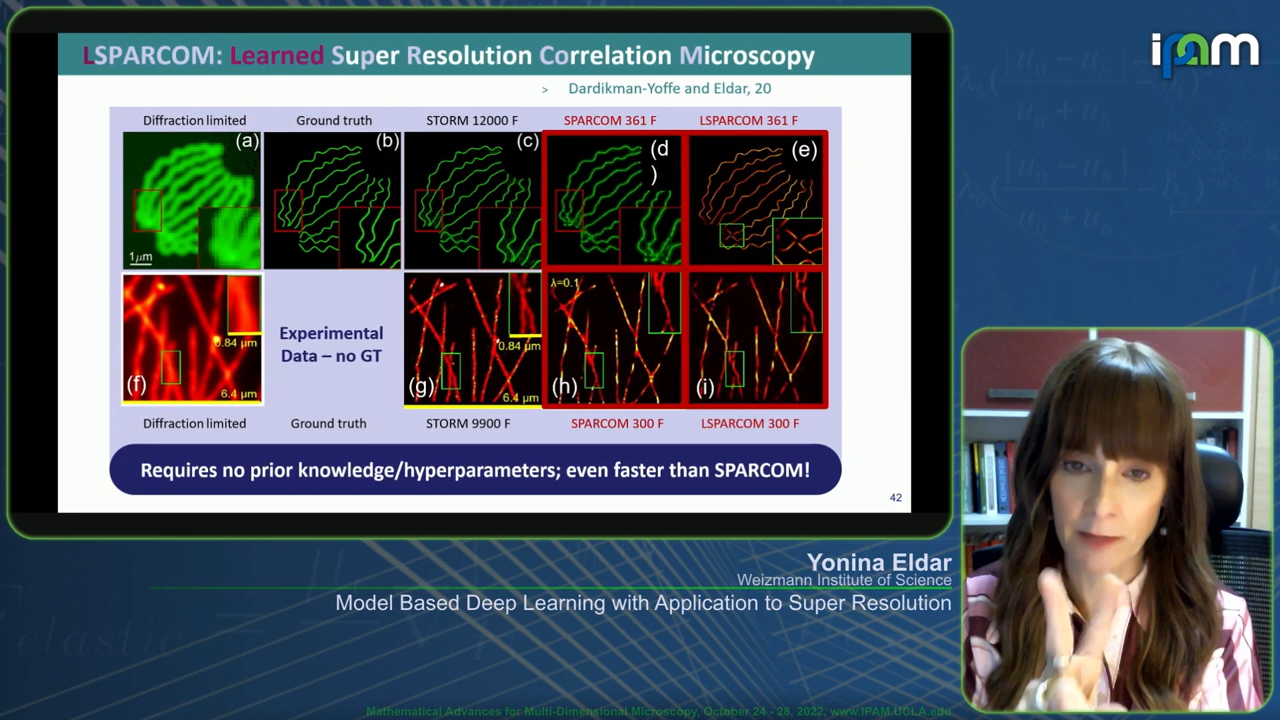 LSPARCOM: Learned Super Resolution Correlation Microscopy
> Dardikman-Yoffe and Eldar, 20
Diffraction limited
Ground truth
STORM 12000 F
SPARCOM 361 F
LSPARCOM 361 F
(a)
(b)
(c)
(d
)
(e)
1μm
λ=0.1
Experimental
Data – no GT
0.84 μm
0.84 μm
(f)
(g)
(h)
(i)
6.4 μm
6.4 μm
Diffraction limited
Ground truth
STORM 9900 F
SPARCOM 300 F
LSPARCOM 300 F
Requires no prior knowledge/hyperparameters; even faster than SPARCOM!
42
ipam
Yonina Eldar
Weizmann Institute of Science
Model Based Deep Learning with Application to Super Resolution
Mathematical Advances for Multi-Dimensional Microscopy, October 24 - 28, 2022, www.IPAM.UCLA.edu